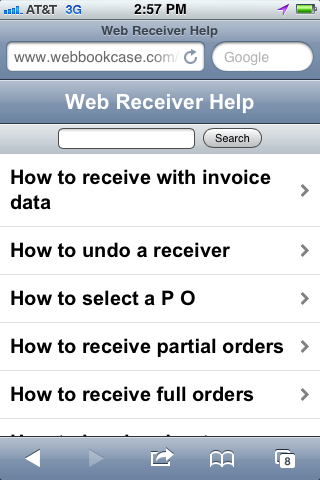 AT&T 3G 2:57 PM
Web Receiver Help
www.webbookcase.com/ Google
Web Receiver Help
Search
How to receive with invoice
data
How to undo a receiver
How to select a P O
How to receive partial orders
How to receive full orders
8